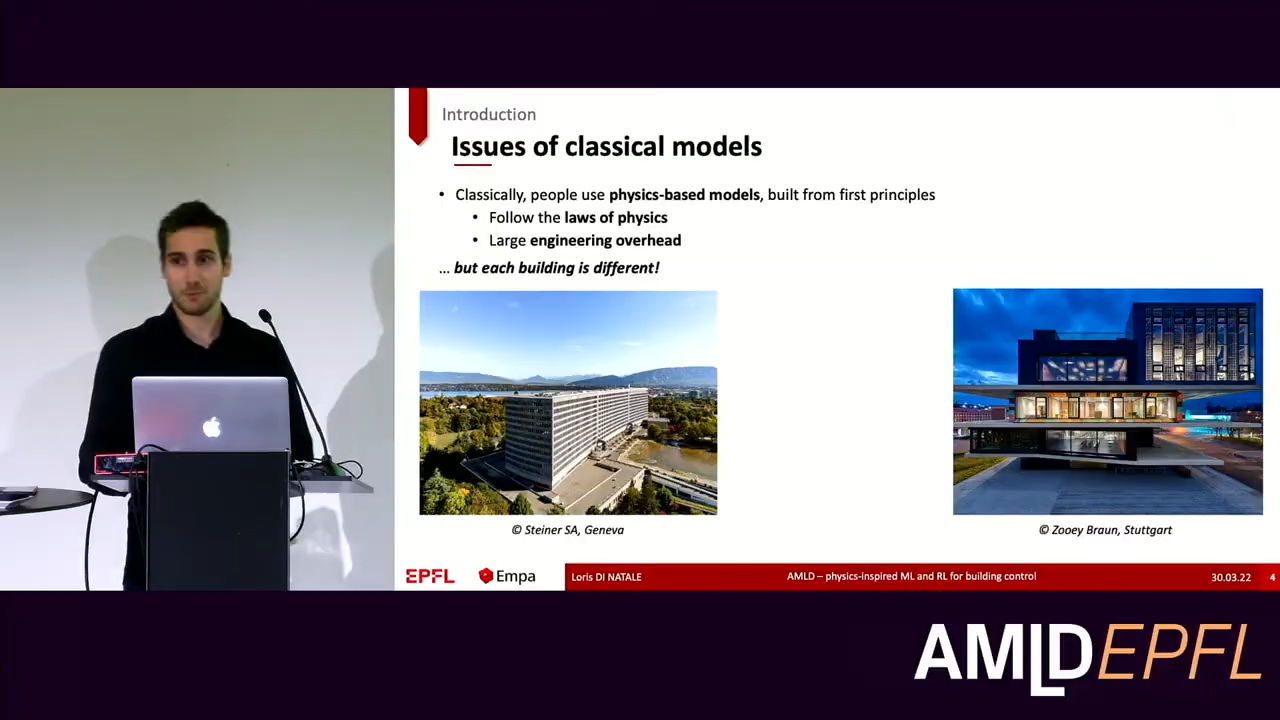 Introduction
Issues of classical models
• Classically, people use physics-based models, built from first principles
• Follow the laws of physics
• Large engineering overhead
... but each building is different!
© Steiner SA, Geneva
© Zooey Braun, Stuttgart
EPFL
Empa
Loris DI NATALE
AMLD – physics-inspired ML and RL for building control
30.03.22
4
AMLDEPFL